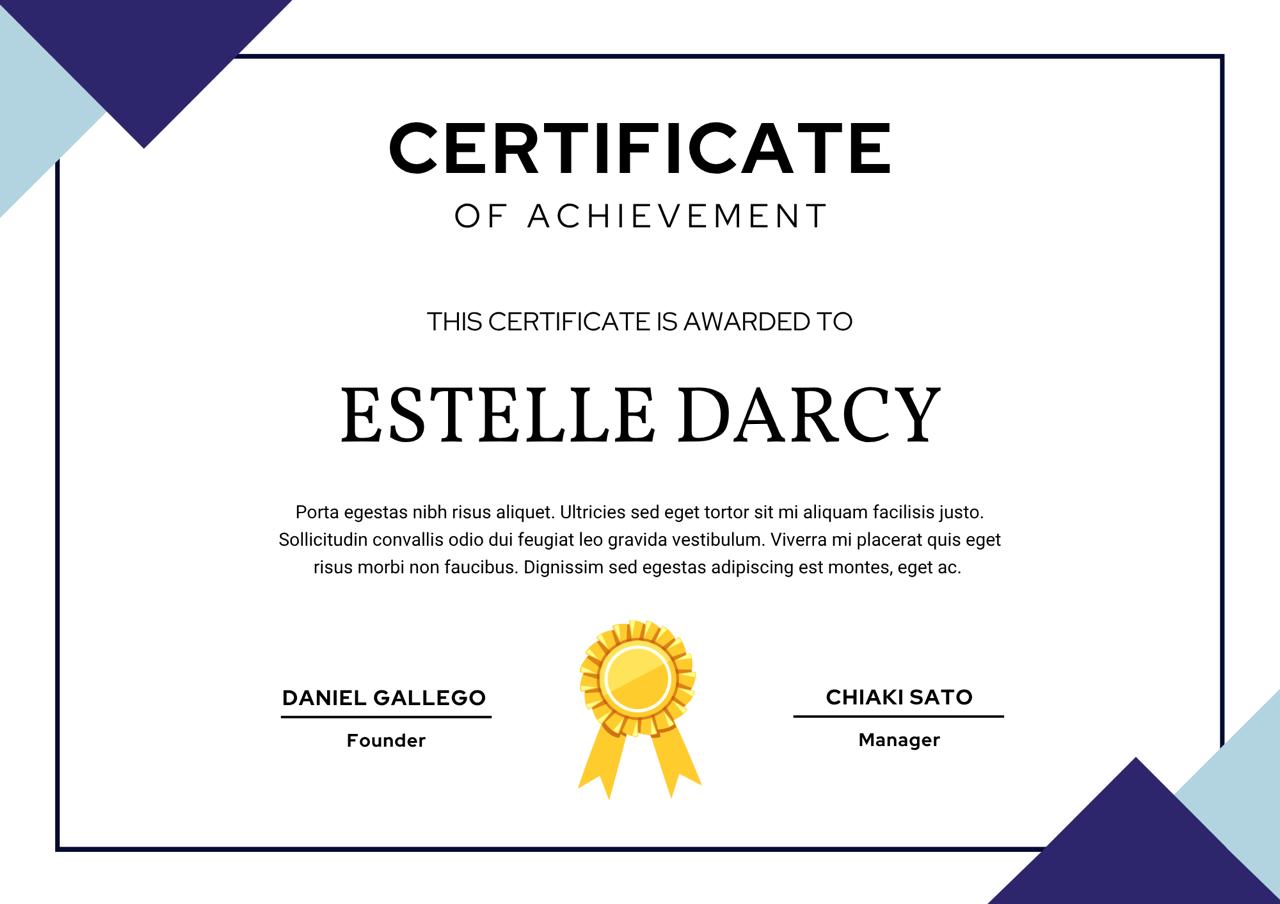 CERTIFICATE
OF ACHIEVEMENT
THIS CERTIFICATE IS AWARDED TO
ESTELLE DARCY
Porta egestas nibh risus aliquet. Ultricies sed eget tortor sit mi aliquam facilisis justo.
Sollicitudin convallis odio dui feugiat leo gravida vestibulum. Viverra mi placerat quis eget
risus morbi non faucibus. Dignissim sed egestas adipiscing est montes, eget ac.
DANIEL GALLEGO
Founder
CHIAKI SATO
Manager